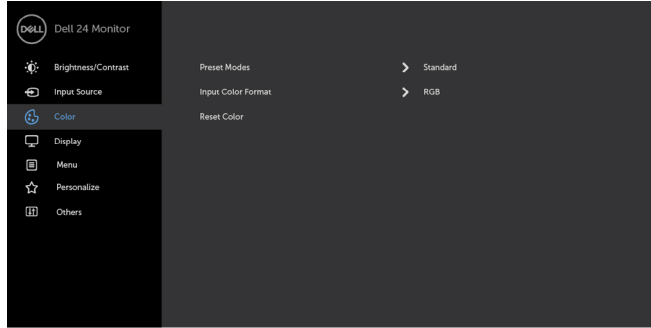 DELL Dell 24 Monitor
Brightness/Contrast Preset Modes Standard
Input Source Input Color Format RGB
Color Reset Color
Display
Menu
Personalize
Others